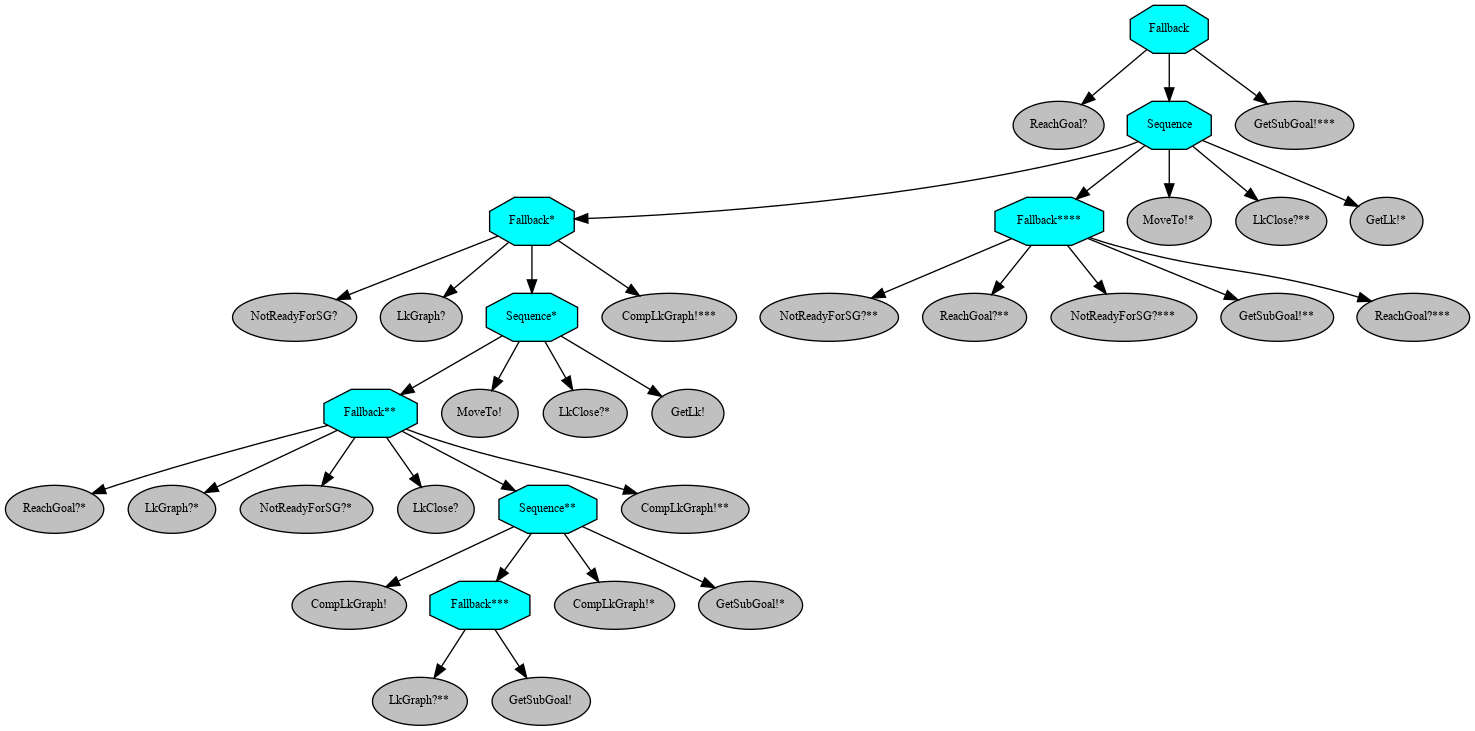 Fallback
ReachGoal?
Sequence
GetSubGoal!***
Fallback*
Fallback****
MoveTo!*
LkClose?**
GetLk!*
NotReadyForSG?
LkGraph?
Sequence*
CompLkGraph!***
NotReadyForSG?**
ReachGoal?**
NotReadyForSG?***
GetSubGoal!**
ReachGoal?***
Fallback**
MoveTo!
LkClose?*
GetLk!
ReachGoal?*
LkGraph?*
NotReadyForSG?*
LkClose?
Sequence**
CompLkGraph!**
CompLkGraph!
Fallback***
CompLkGraph!*
GetSubGoal!*
LkGraph?**
GetSubGoal!